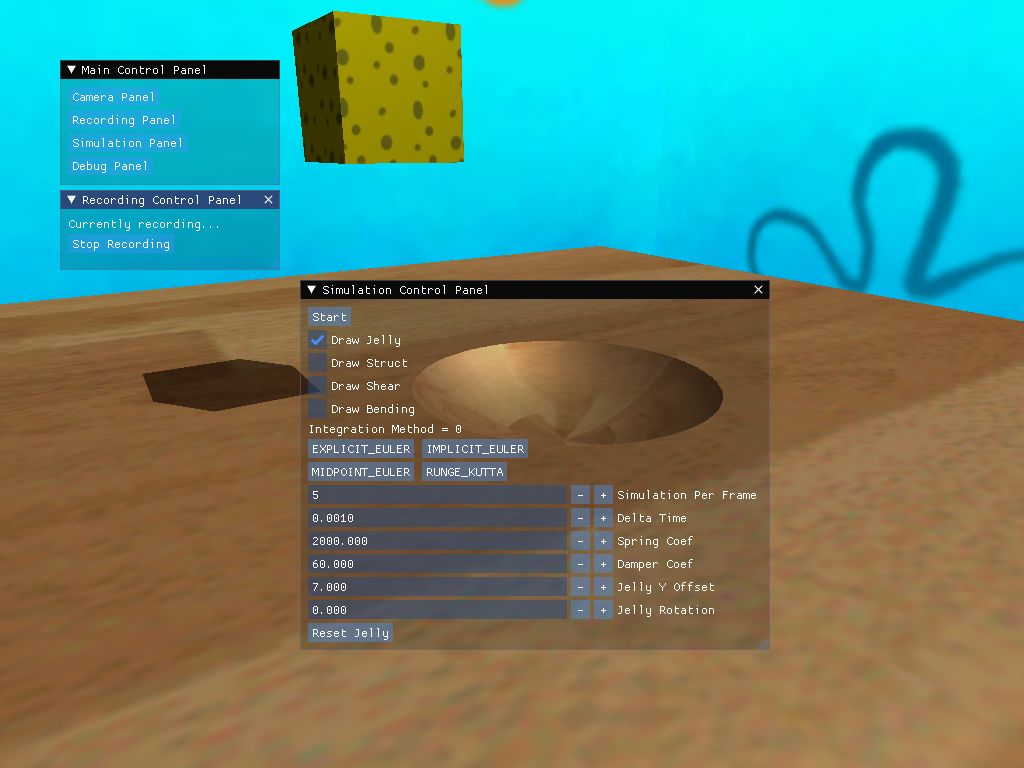 Main Control Panel
Camera Panel
Recording Panel
Simulation Panel
Debug Panel
Recording Control Panel
Currently recording...
Stop Recording
Simulation Control Panel
Start
Draw Jelly
Draw Struct
Draw Shear
Draw Bending
Integration Method = 0
EXPLICIT_EULER IMPLICIT_EULER
MIDPOINT_EULER RUNGE_KUTTA
5 - + Simulation Per Frame
0.0010 - + Delta Time
2000.000 - + Spring Coef
60.000 - + Damper Coef
7.000 - + Jelly Y Offset
0.000 - + Jelly Rotation
Reset Jelly